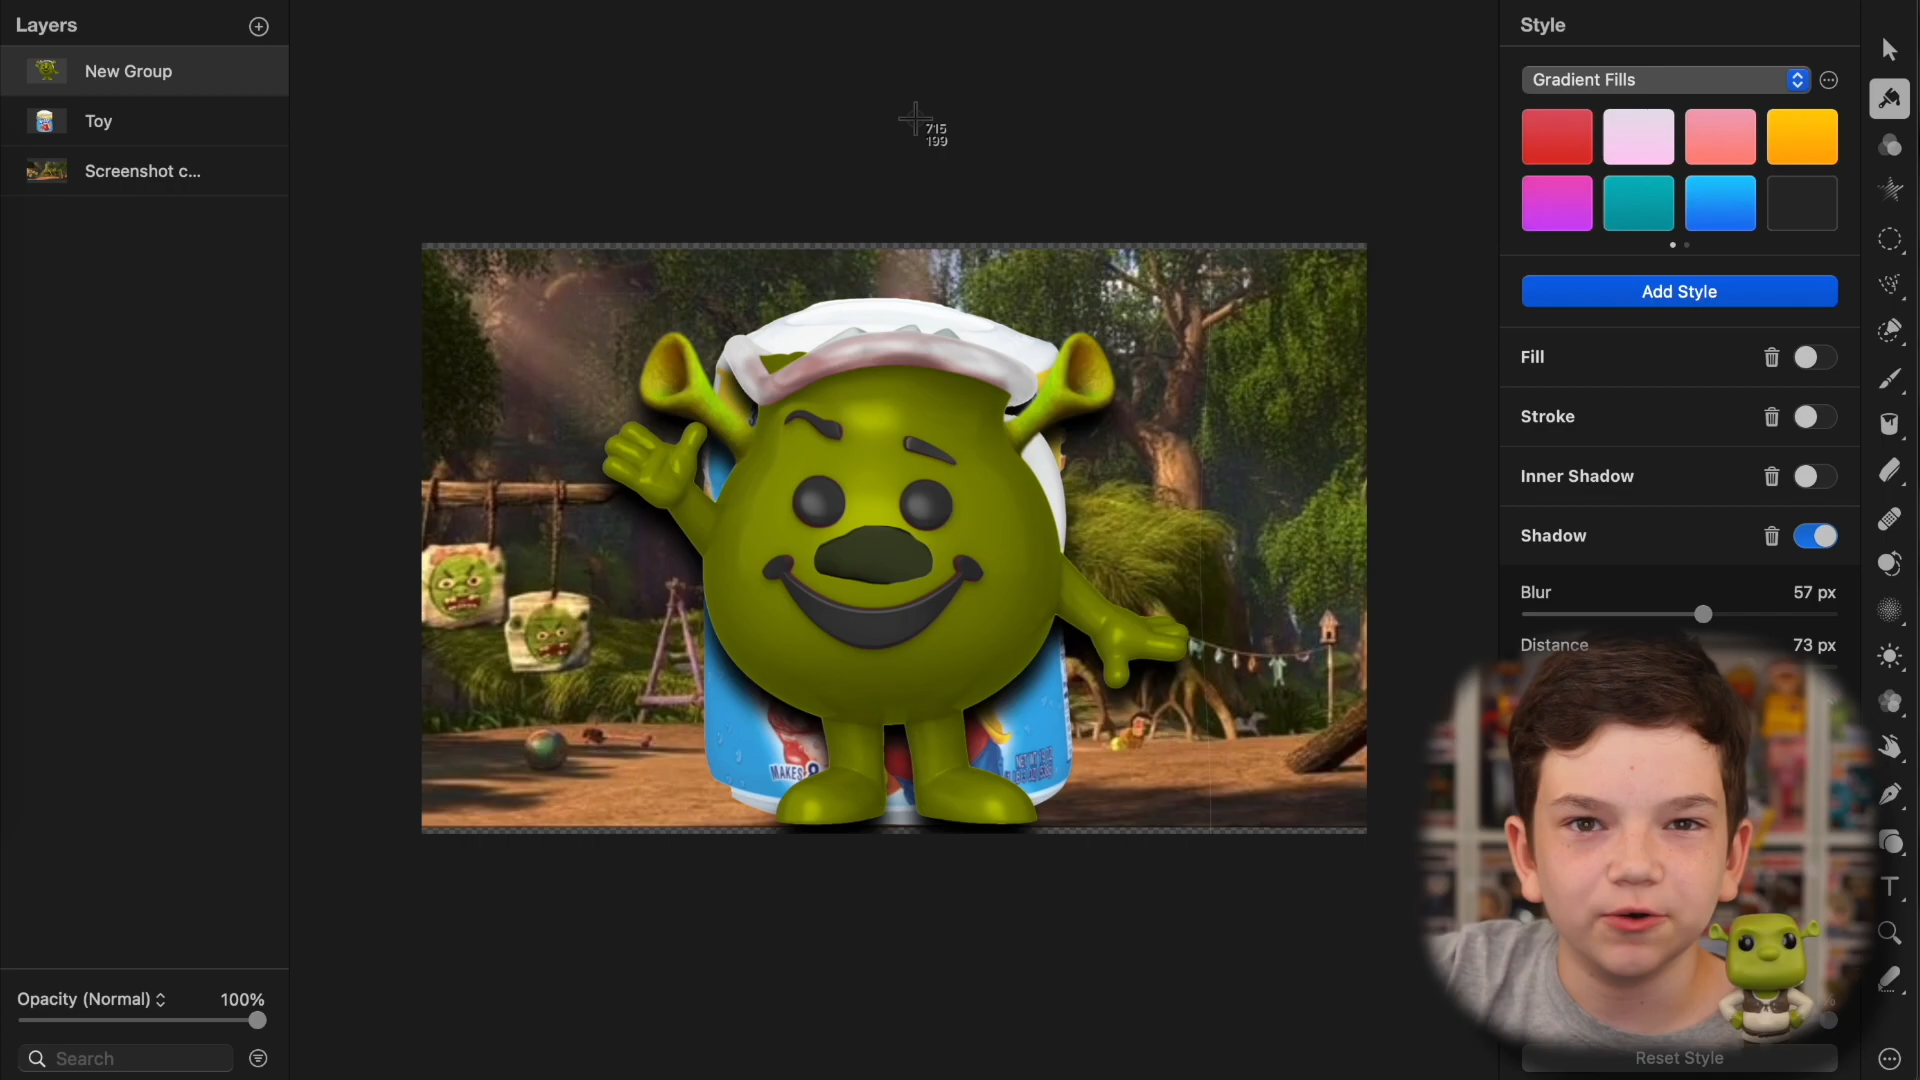 Layers
New Group
Toy
Screenshot c...
Opacity (Normal)
100%
Search
715
199
MAKES 8
Style
Gradient Fills
Add Style
Fill
Stroke
Inner Shadow
Shadow
Blur
57 px
Distance
73 px
Reset Style